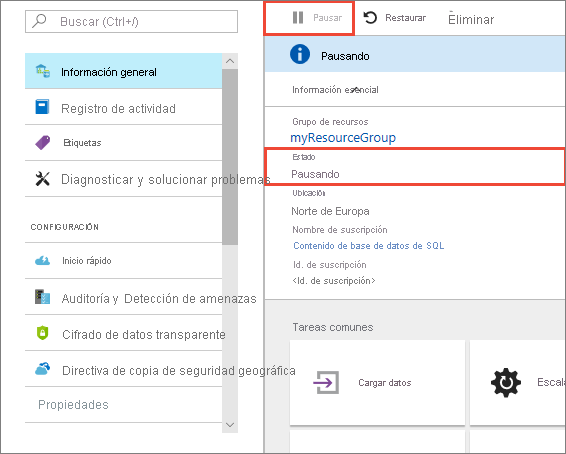 Buscar (Ctrl+/)
Información general
Registro de actividad
Etiquetas
Diagnosticar y solucionar problemas
CONFIGURACIÓN
Inicio rápido
Auditoría y Detección de amenazas
Cifrado de datos transparente
Directiva de copia de seguridad geográfica
Propiedades
Pausar
Restaurar
Eliminar
Pausando
Información esencial
Grupo de recursos
myResourceGroup
Estado
Pausando
Ubicación
Norte de Europa
Nombre de suscripción
Contenido de base de datos de SQL
Id. de suscripción
<Id. de suscripción>
Tareas comunes
Cargar datos
Escala